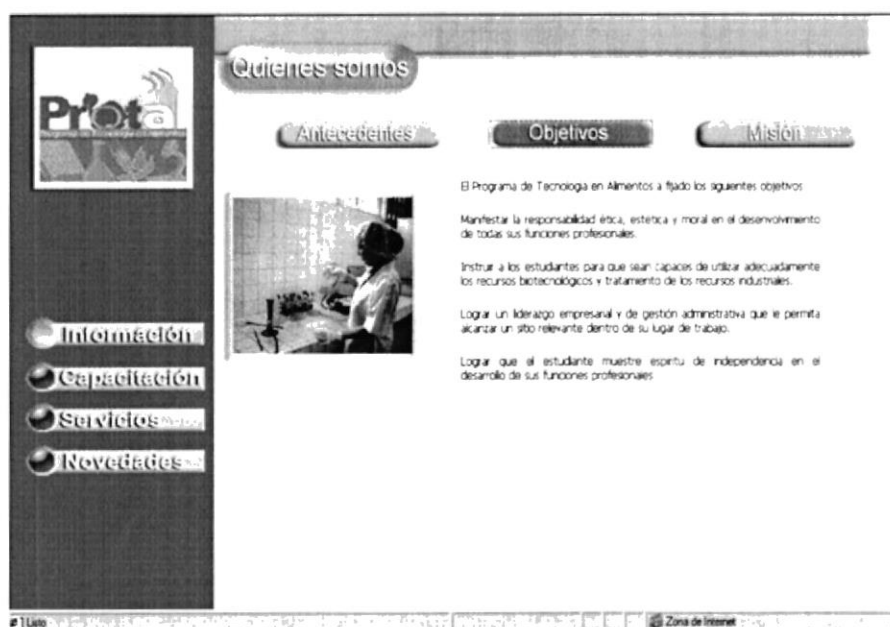 Quienes somos
Antecedentes
Objetivos
Misión
El Programa de Tecnologia en Alimentos a fijado los siguientes objetivos
Manifestar la responsabilidad ética, estética y moral en el desenvolvimiento
de todas sus funciones profesionales.
Instruir a los estudiantes para que sean capaces de utilizar adecuadamente
los recursos biotecnológicos y tratamiento de los recursos industriales.
Lograr un liderazgo empresarial y de gestión administrativa que le permita
alcanzar un sitio relevante dentro de su lugar de trabajo.
Lograr que el estudiante muestre espiritu de independencia en el
desarrollo de sus funciones profesionales
Información
Capacitación
Servicios
Novedades
Listo
Zona de Internet